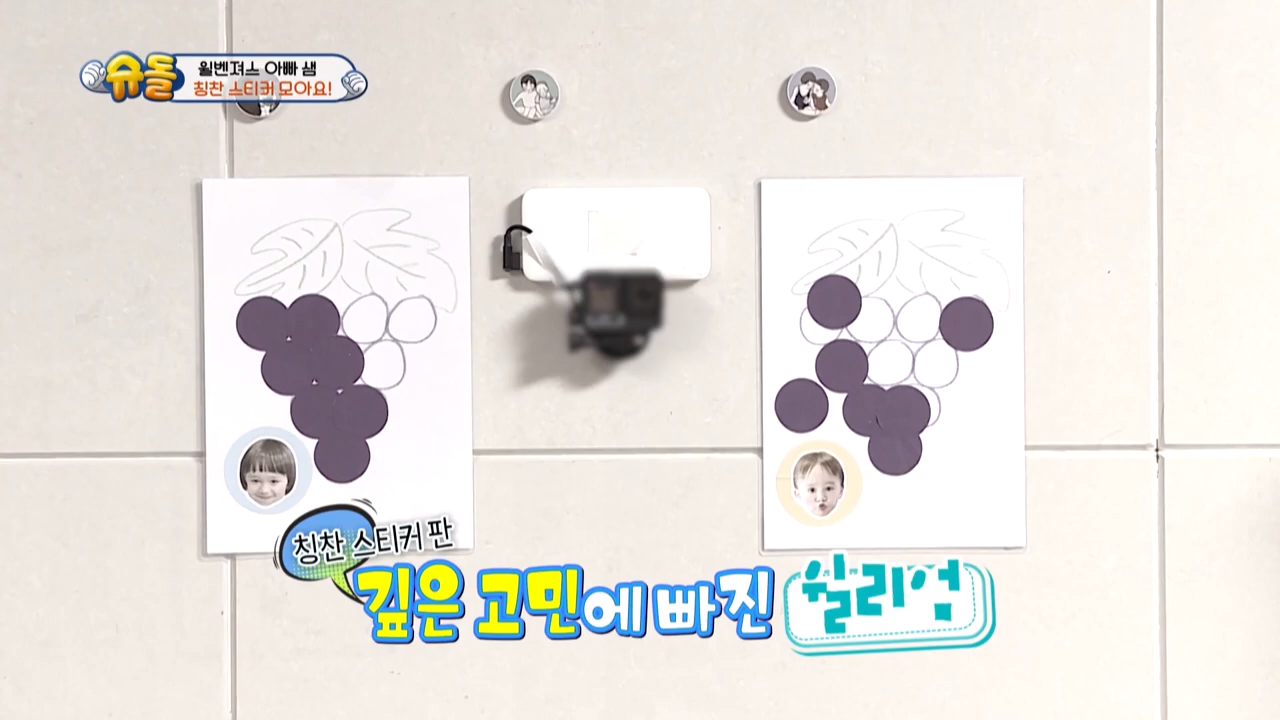 슈돌
윌벤져스 아빠 샘
칭찬 스티커 모아요!
칭찬 스티커 판
깊은 고민에 빠진 윌리엄